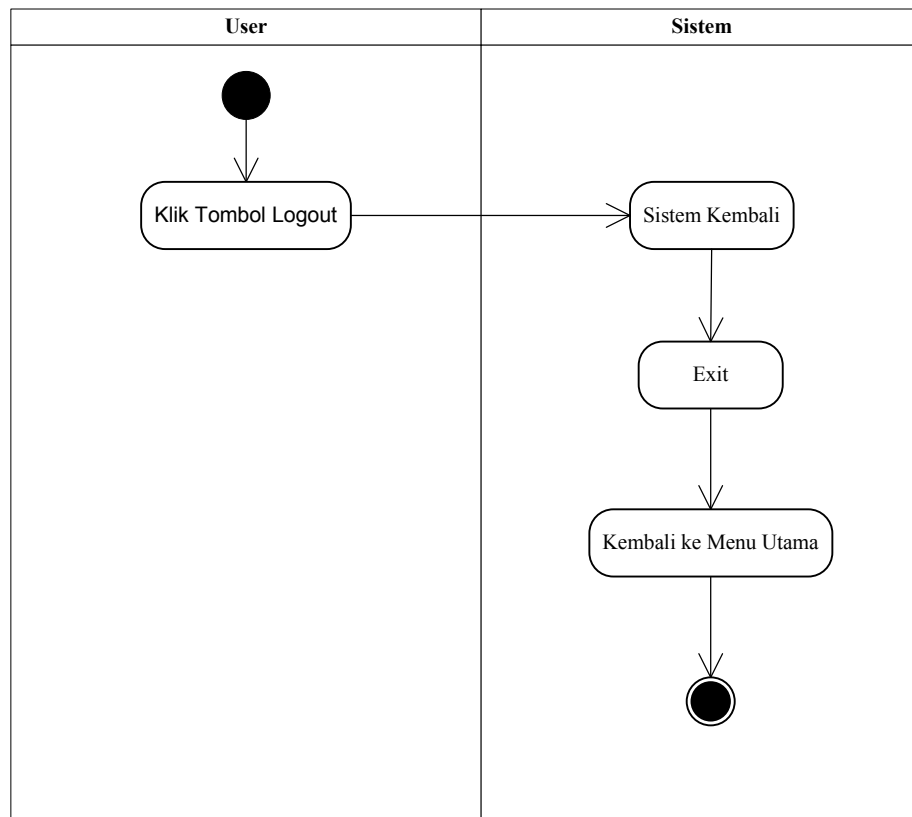 User
Sistem
Klik Tombol Logout
Sistem Kembali
Exit
Kembali ke Menu Utama